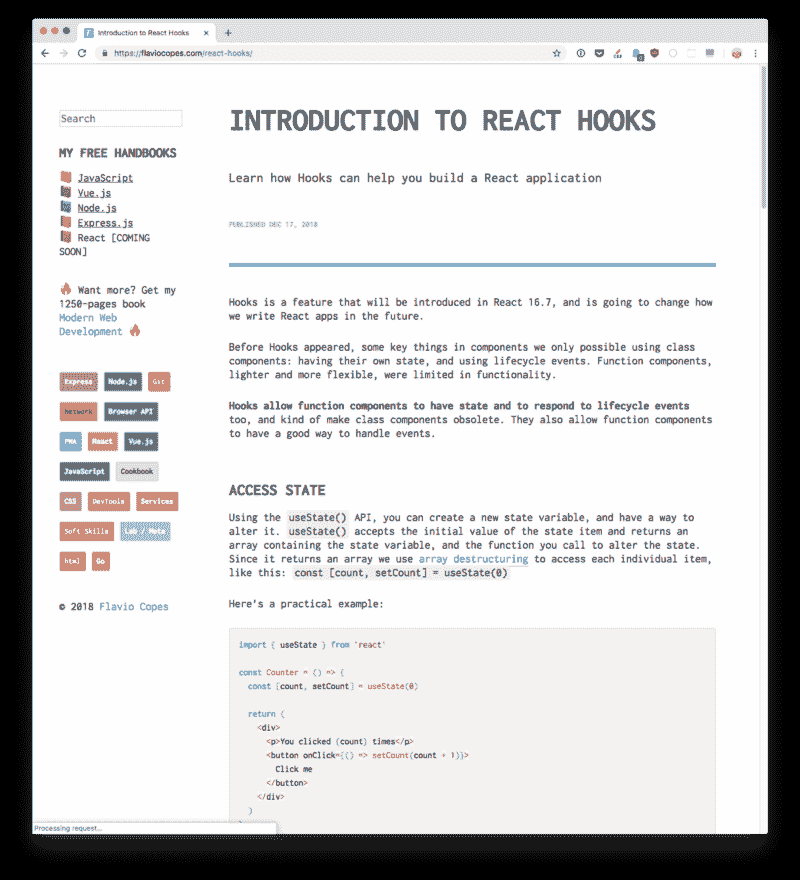 Introduction to React Hooks
https://flaviocopes.com/react-hooks/
Search
MY FREE HANDBOOKS
JavaScript
Vue.js
Node.js
Express.js
React [COMING
SOON]
Want more? Get my
1250-pages book
Modern Web
Development
Express Node.js Git
Network Browser API
PWA React Vue.js
JavaScript Cookbook
CSS DevTools Services
Soft Skills
html Go
© 2018 Flavio Copes
INTRODUCTION TO REACT HOOKS
Learn how Hooks can help you build a React application
PUBLISHED DEC 17, 2018
Hooks is a feature that will be introduced in React 16.7, and is going to change how
we write React apps in the future.
Before Hooks appeared, some key things in components we only possible using class
components: having their own state, and using lifecycle events. Function components,
lighter and more flexible, were limited in functionality.
Hooks allow function components to have state and to respond to lifecycle events
too, and kind of make class components obsolete. They also allow function components
to have a good way to handle events.
ACCESS STATE
Using the useState() API, you can create a new state variable, and have a way to
alter it. useState() accepts the initial value of the state item and returns an
array containing the state variable, and the function you call to alter the state.
Since it returns an array we use array destructuring to access each individual item,
like this: const [count, setCount] = useState(0)
Here's a practical example:
import { useState } from 'react'
const Counter = () => {
const [count, setCount] = useState(0)
return (
<div>
<p>You clicked {count} times</p>
<button onClick={() => setCount(count + 1)}>
Click me
</button>
</div>
)
Processing request...